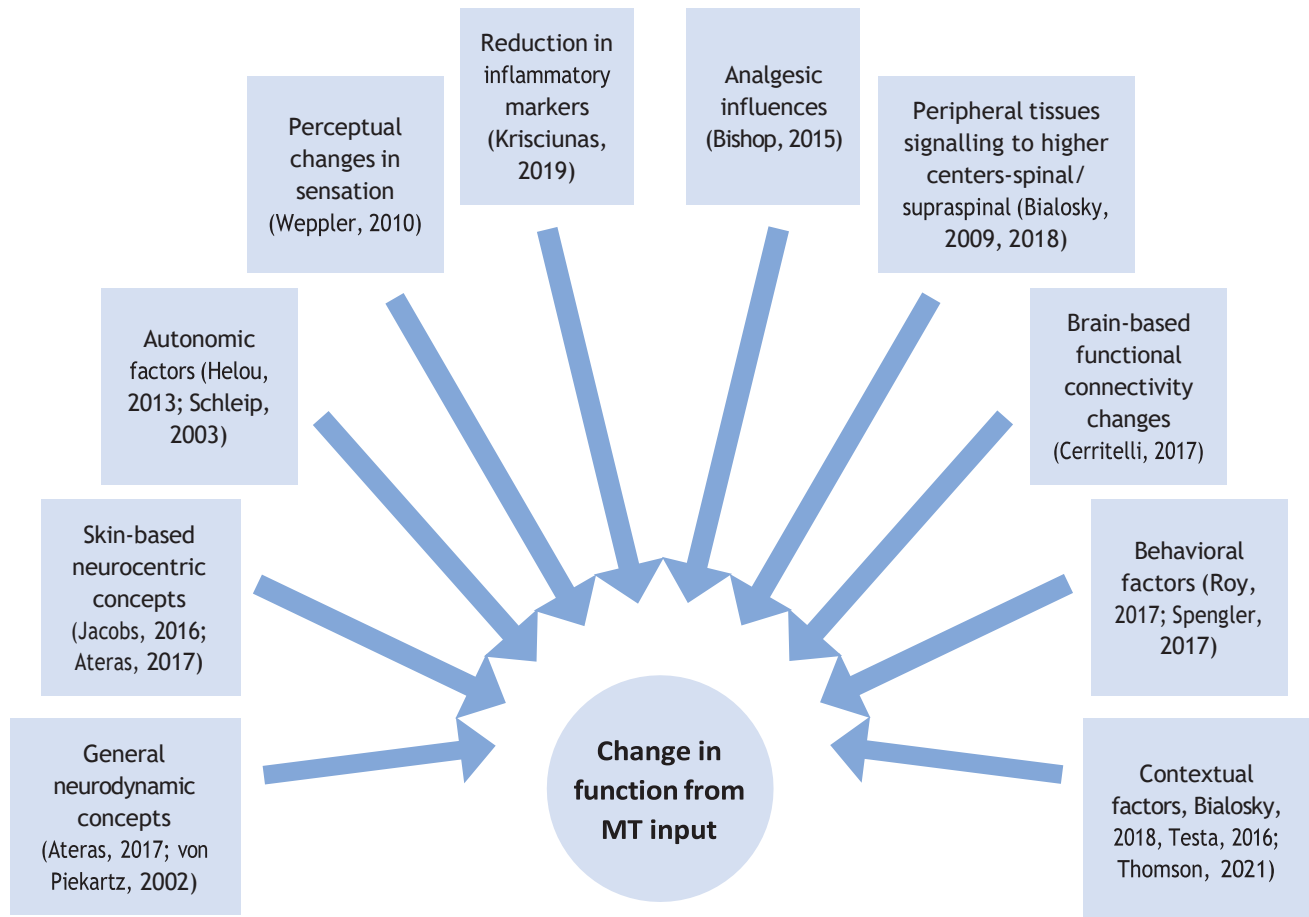 General
neurodynamic
concepts
(Ateras, 2017; von
Piekartz, 2002)
Skin-based
neurocentric
concepts
(Jacobs, 2016;
Ateras, 2017)
Autonomic
factors (Helou,
2013; Schleip,
2003)
Perceptual
changes in
sensation
(Weppler, 2010)
Reduction in
inflammatory
markers
(Krisciunas,
2019)
Analgesic
influences
(Bishop, 2015)
Peripheral tissues
signalling to higher
centers-spinal/
supraspinal (Bialosky,
2009, 2018)
Brain-based
functional
connectivity
changes
(Cerritelli, 2017)
Behavioral
factors (Roy,
2017; Spengler,
2017)
Contextual
factors, Bialosky,
2018, Testa, 2016;
Thomson, 2021)
Change in
function from
MT input